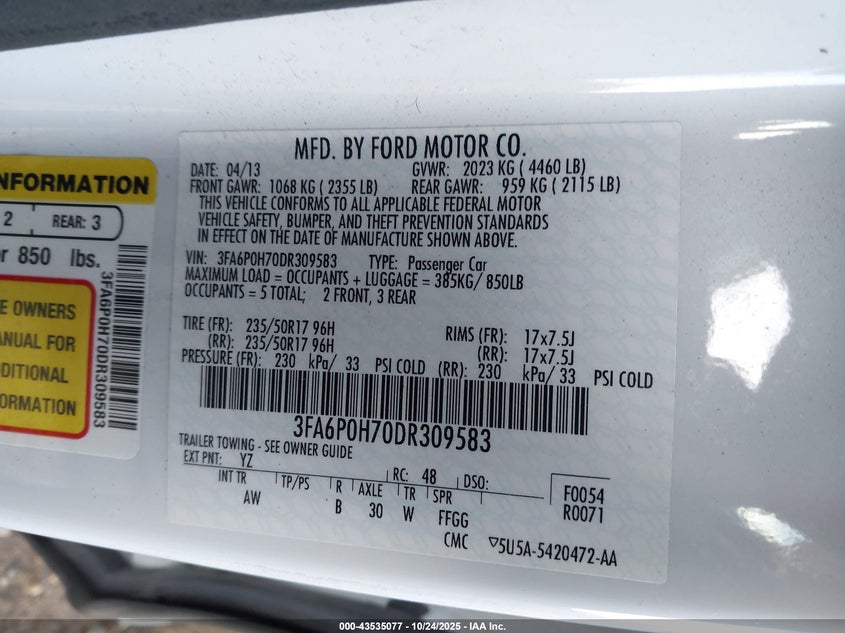 MFD. BY FORD MOTOR CO.
DATE: 04/13 GVWR: 2023 KG ( 4460 LB)
FRONT GAWR: 1068 KG ( 2355 LB) REAR GAWR: 959 KG ( 2115 LB)
THIS VEHICLE CONFORMS TO ALL APPLICABLE FEDERAL MOTOR
VEHICLE SAFETY, BUMPER, AND THEFT PREVENTION STANDARDS
IN EFFECT ON THE DATE OF MANUFACTURE SHOWN ABOVE.
VIN: 3FA6P0H70DR309583 TYPE: Passenger Car
MAXIMUM LOAD = OCCUPANTS + LUGGAGE = 385KG/ 850LB
OCCUPANTS = 5 TOTAL; 2 FRONT, 3 REAR
TIRE (FR): 235/50R17 96H RIMS (FR): 17x7.5J
(RR): 235/50R17 96H (RR): 17x7.5J
PRESSURE (FR): 230 kPa/ 33 PSI COLD (RR): 230 kPa/ 33 PSI COLD
3FA6P0H70DR309583
TRAILER TOWING - SEE OWNER GUIDE
EXT PNT: YZ RC: 48 DSO:
INT TR TP/PS R AXLE TR SPR F0054
AW B 30 W FFGG R0071
CMC ▽5U5A-5420472-AA
NFORMATION
2 REAR: 3
r 850 lbs.
E OWNERS
ANUAL FOR
DITIONAL
ORMATION
3FA6P0H70DR309583
000-43535077 - 10/24/2025 - IAA Inc.